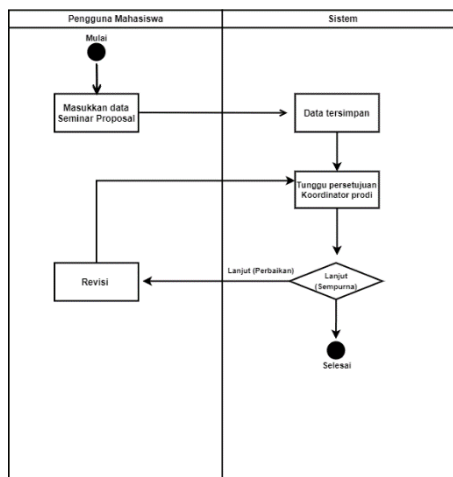 Pengguna Mahasiswa
Sistem
Mulai
Masukkan data
Seminar Proposal
Data tersimpan
Tunggu persetujuan
Koordinator prodi
Lanjut (Perbaikan)
Lanjut
(Sempurna)
Revisi
Selesai